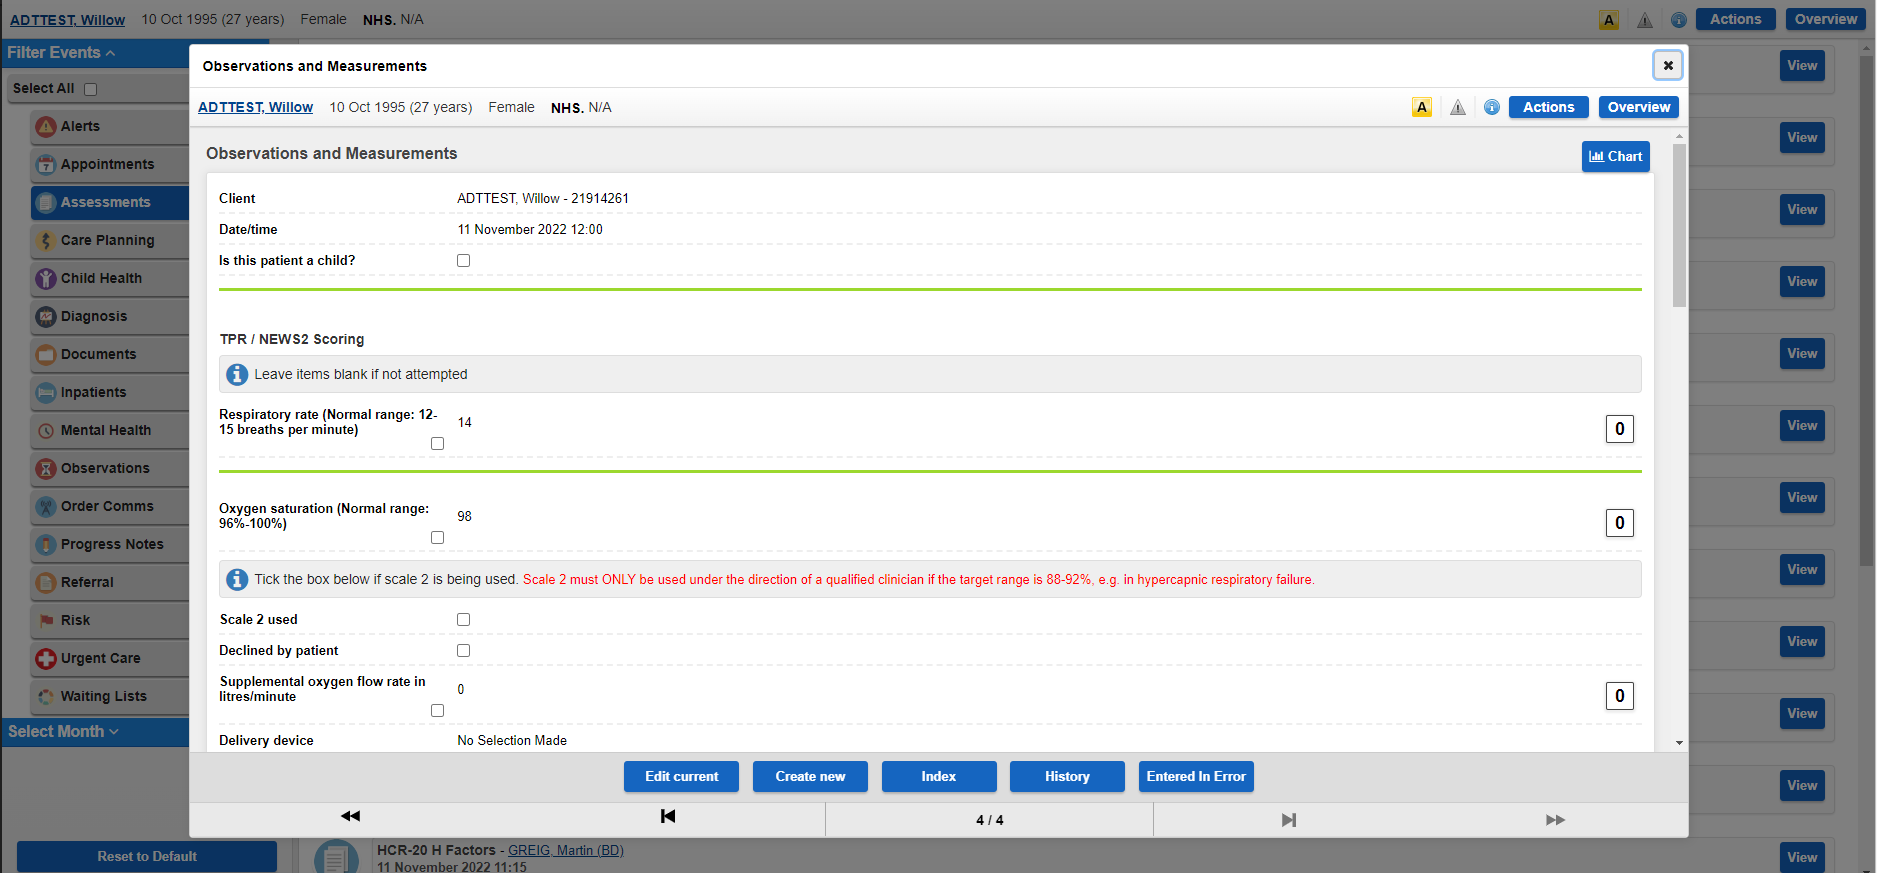 ADTTEST, Willow 10 Oct 1995 (27 years) Female NHS. N/A A Actions Overview
Filter Events
Select All
Alerts
Appointments
Assessments
Care Planning
Child Health
Diagnosis
Documents
Inpatients
Mental Health
Observations
Order Comms
Progress Notes
Referral
Risk
Urgent Care
Waiting Lists
Select Month
Reset to Default
Observations and Measurements
ADTTEST, Willow 10 Oct 1995 (27 years) Female NHS. N/A A Actions Overview
Observations and Measurements
Chart
Client ADTTEST, Willow - 21914261
Date/time 11 November 2022 12:00
Is this patient a child?
TPR / NEWS2 Scoring
Leave items blank if not attempted
Respiratory rate (Normal range: 12-
15 breaths per minute)
14
0
Oxygen saturation (Normal range:
96%-100%)
98
0
Tick the box below if scale 2 is being used. Scale 2 must ONLY be used under the direction of a qualified clinician if the target range is 88-92%, e.g. in hypercapnic respiratory failure.
Scale 2 used
Declined by patient
Supplemental oxygen flow rate in
litres/minute
0
0
Delivery device No Selection Made
Edit current Create new Index History Entered In Error
4 / 4
View
View
View
View
View
View
View
View
View
View
View
View
HCR-20 H Factors - GREIG, Martin (BD)
11 November 2022 11:15